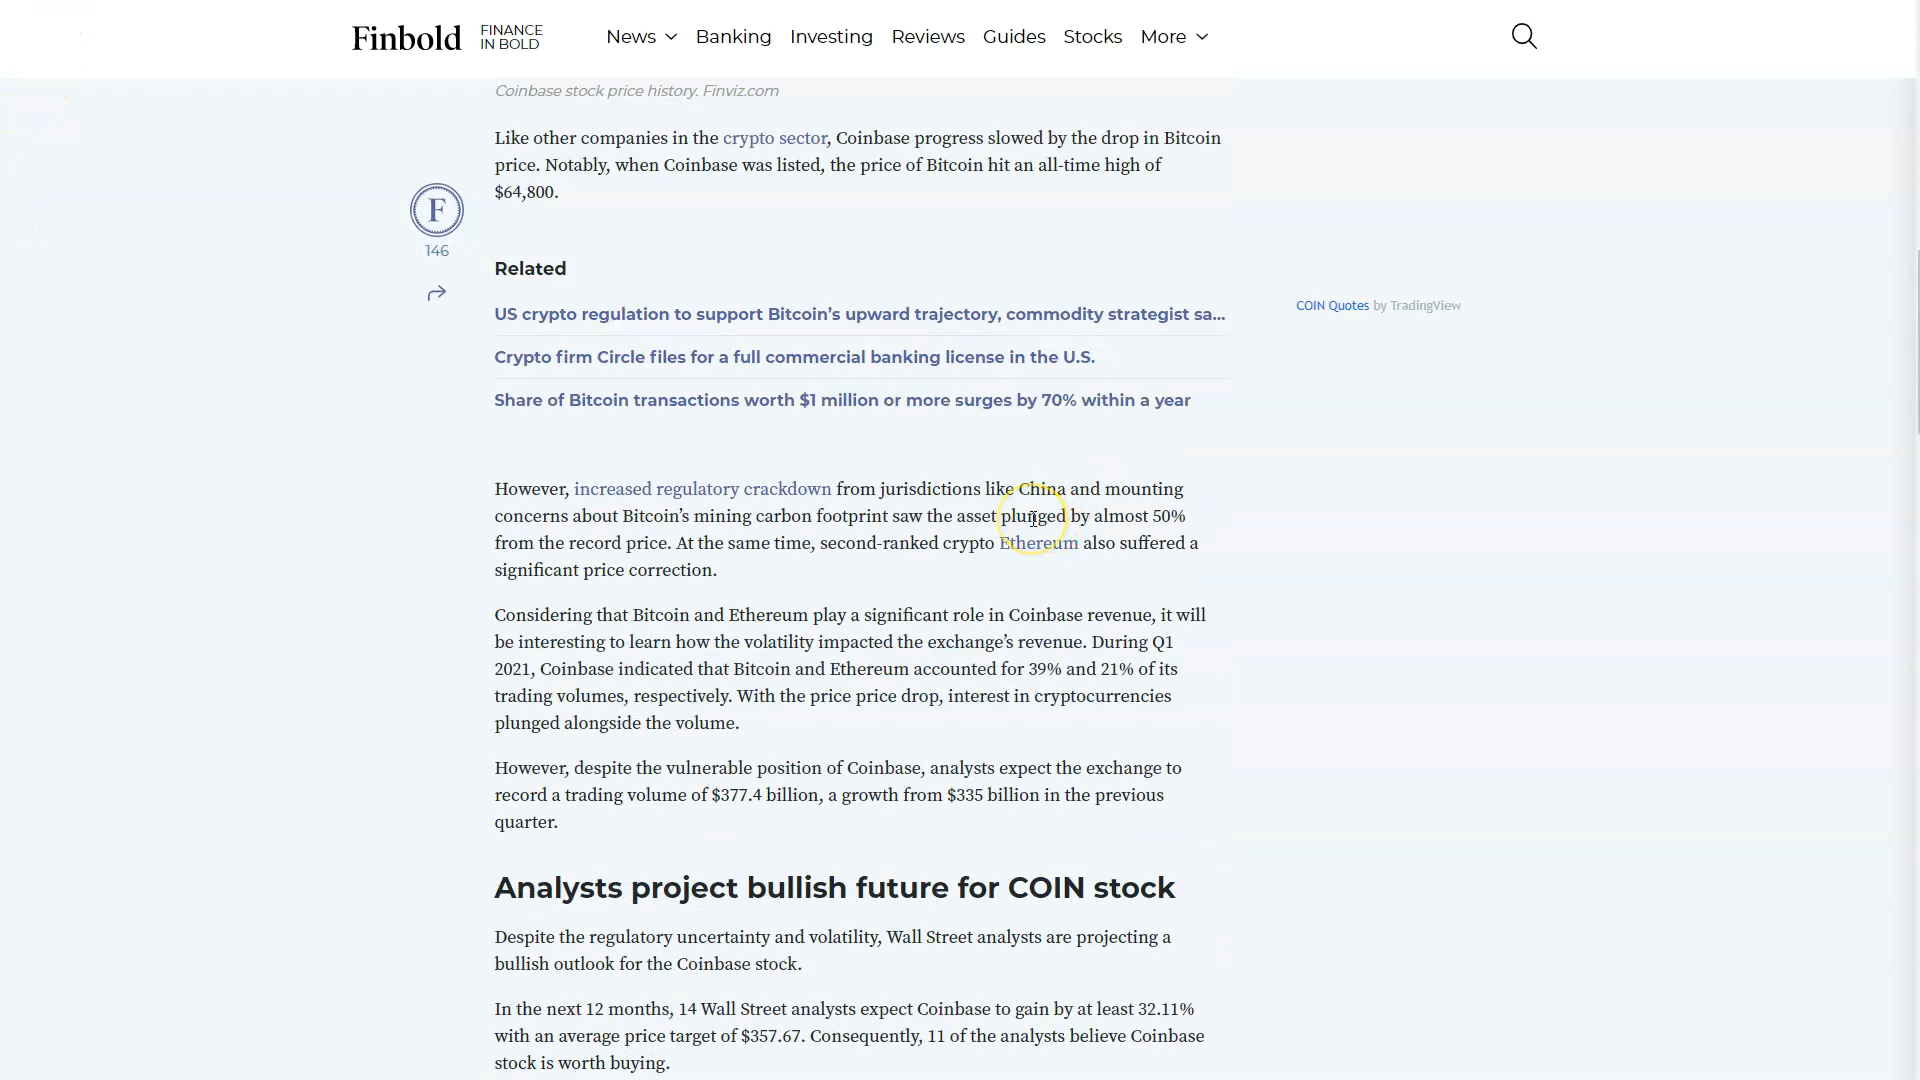 Finbold
FINANCE
IN BOLD
News
Banking
Investing
Reviews
Guides
Stocks
More
Coinbase stock price history. Finviz.com
Like other companies in the crypto sector, Coinbase progress slowed by the drop in Bitcoin
price. Notably, when Coinbase was listed, the price of Bitcoin hit an all-time high of
$64,800.
F
146
Related
US crypto regulation to support Bitcoin’s upward trajectory, commodity strategist sa...
Crypto firm Circle files for a full commercial banking license in the U.S.
Share of Bitcoin transactions worth $1 million or more surges by 70% within a year
COIN Quotes by TradingView
However, increased regulatory crackdown from jurisdictions like China and mounting
concerns about Bitcoin’s mining carbon footprint saw the asset plunged by almost 50%
from the record price. At the same time, second-ranked crypto Ethereum also suffered a
significant price correction.
Considering that Bitcoin and Ethereum play a significant role in Coinbase revenue, it will
be interesting to learn how the volatility impacted the exchange’s revenue. During Q1
2021, Coinbase indicated that Bitcoin and Ethereum accounted for 39% and 21% of its
trading volumes, respectively. With the price price drop, interest in cryptocurrencies
plunged alongside the volume.
However, despite the vulnerable position of Coinbase, analysts expect the exchange to
record a trading volume of $377.4 billion, a growth from $335 billion in the previous
quarter.
Analysts project bullish future for COIN stock
Despite the regulatory uncertainty and volatility, Wall Street analysts are projecting a
bullish outlook for the Coinbase stock.
In the next 12 months, 14 Wall Street analysts expect Coinbase to gain by at least 32.11%
with an average price target of $357.67. Consequently, 11 of the analysts believe Coinbase
stock is worth buying.